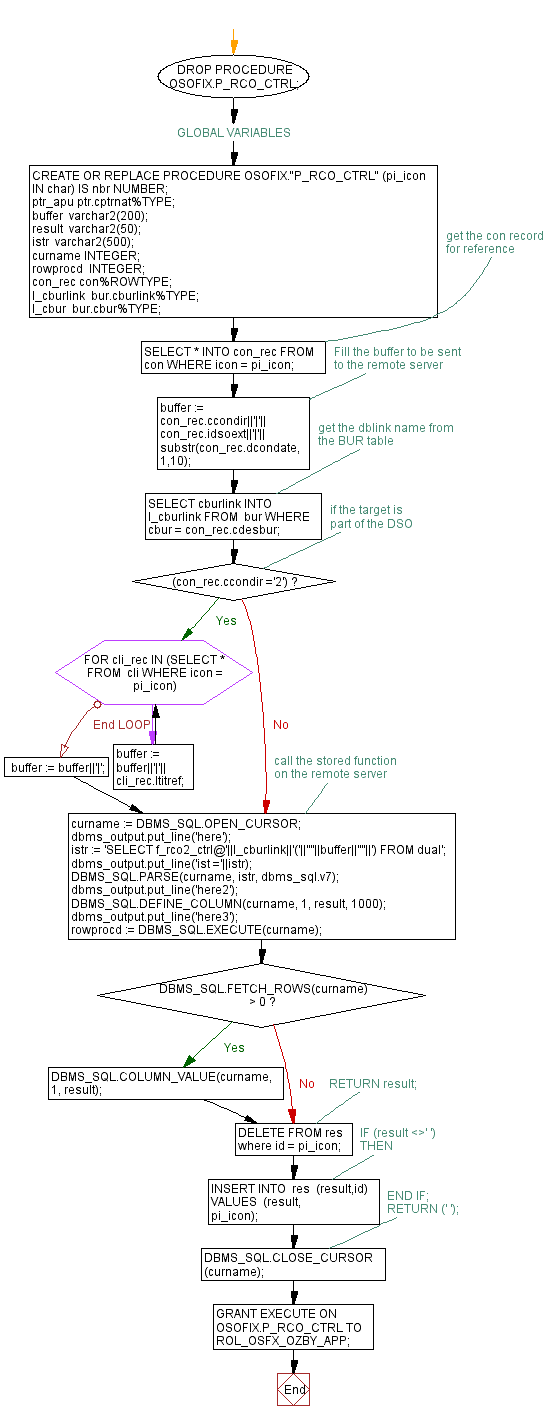 DROP PROCEDURE
OSOFIX.P_RCO_CTRL;
GLOBAL VARIABLES
CREATE OR REPLACE PROCEDURE OSOFIX."P_RCO_CTRL" (pi_icon
IN char) IS nbr NUMBER;
ptr_apu ptr.cptrnat%TYPE;
buffer varchar2(200);
result varchar2(50);
istr varchar2(500);
curname INTEGER;
rowprocd INTEGER;
con_rec con%ROWTYPE;
l_cburlink bur.cburlink%TYPE;
l_cbur bur.cbur%TYPE;
get the con record
for reference
SELECT * INTO con_rec FROM
con WHERE icon = pi_icon;
Fill the buffer to be sent
to the remote server
buffer :=
con_rec.ccondir||'|'||
con_rec.idsoext||'|'||
substr(con_rec.dcondate,
1,10);
get the dblink name from
the BUR table
SELECT cburlink INTO
l_cburlink FROM bur WHERE
cbur = con_rec.cdesbur;
if the target is
part of the DSO
(con_rec.ccondir ='2') ?
Yes
FOR cli_rec IN (SELECT *
FROM cli WHERE icon =
pi_icon)
End LOOP
No
buffer := buffer||'|';
buffer :=
buffer||'|'||
cli_rec.ltitref;
call the stored function
on the remote server
curname := DBMS_SQL.OPEN_CURSOR;
dbms_output.put_line('here');
istr := 'SELECT f_rco2_ctrl@'||l_cburlink||'('||''''||buffer||''''||') FROM dual';
dbms_output.put_line('ist ='||istr);
DBMS_SQL.PARSE(curname, istr, dbms_sql.v7);
dbms_output.put_line('here2');
DBMS_SQL.DEFINE_COLUMN(curname, 1, result, 1000);
dbms_output.put_line('here3');
rowprocd := DBMS_SQL.EXECUTE(curname);
DBMS_SQL.FETCH_ROWS(curname)
> 0 ?
Yes
DBMS_SQL.COLUMN_VALUE(curname,
1, result);
No
RETURN result;
DELETE FROM res
where id = pi_icon;
IF (result <>' ')
THEN
INSERT INTO res (result,id)
VALUES (result,
pi_icon);
END IF;
RETURN (' ');
DBMS_SQL.CLOSE_CURSOR
(curname);
GRANT EXECUTE ON
OSOFIX.P_RCO_CTRL TO
ROL_OSFX_OZBY_APP;
End